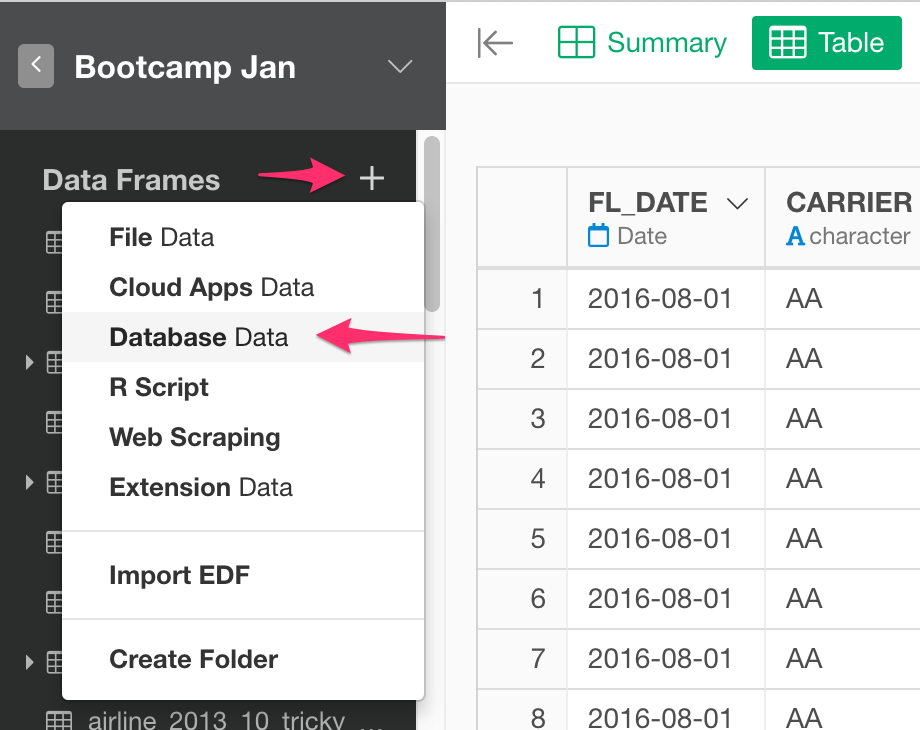 Bootcamp Jan
Summary
Table
Data Frames
File Data
Cloud Apps Data
Database Data
R Script
Web Scraping
Extension Data
Import EDF
Create Folder
airline_2013_10_tricky_...
FL_DATE CARRIER
Date A character
1 2016-08-01 AA
2 2016-08-01 AA
3 2016-08-01 AA
4 2016-08-01 AA
5 2016-08-01 AA
6 2016-08-01 AA
7 2016-08-01 AA
8 2016-08-01 AA